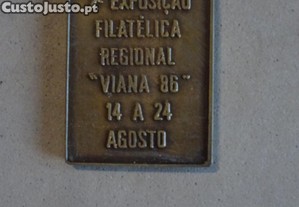 CustoJusto.pt
ª EXPOSIÇÃO
FILATÉLICA
REGIONAL
"VIANA 86"
14 A 24
AGOSTO